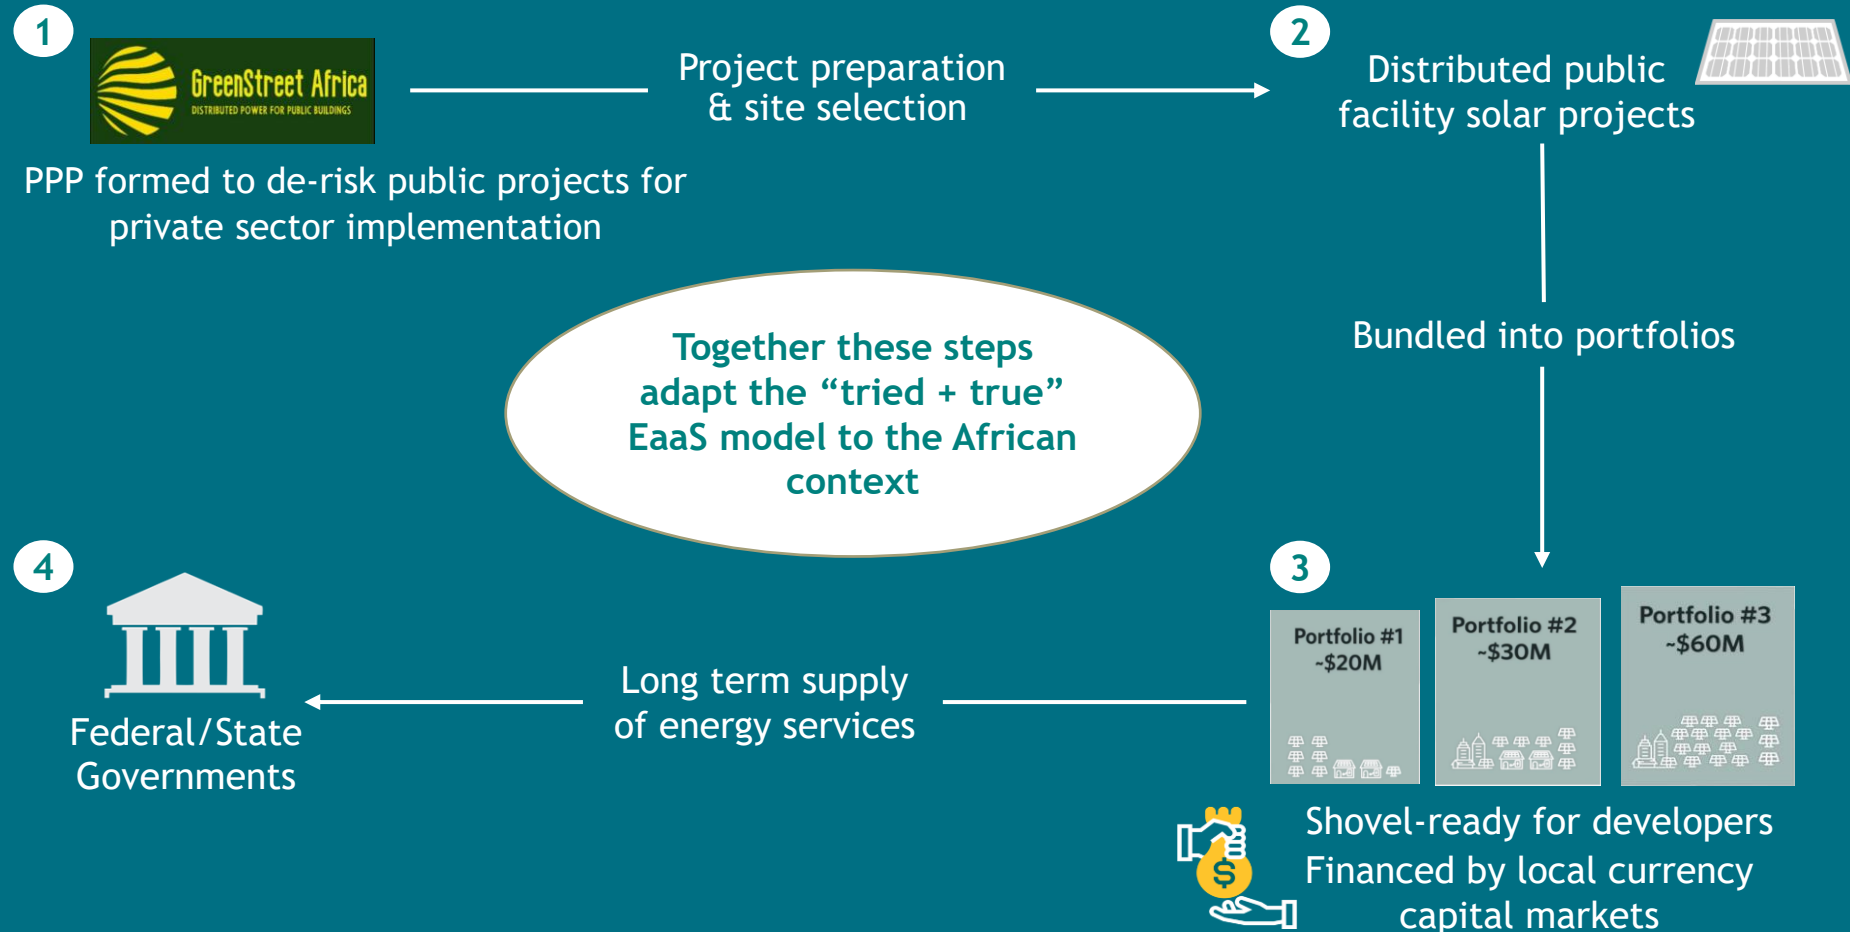 1
GreenStreet Africa
DISTRIBUTED POWER FOR PUBLIC BUILDINGS
PPP formed to de-risk public projects for
private sector implementation
Project preparation
& site selection
2
Distributed public
facility solar projects
Bundled into portfolios
Together these steps
adapt the “tried + true”
EaaS model to the African
context
3
Portfolio #1
~$20M
Portfolio #2
~$30M
Portfolio #3
~$60M
$
Shovel-ready for developers
Financed by local currency
capital markets
Long term supply
of energy services
4
Federal/State
Governments